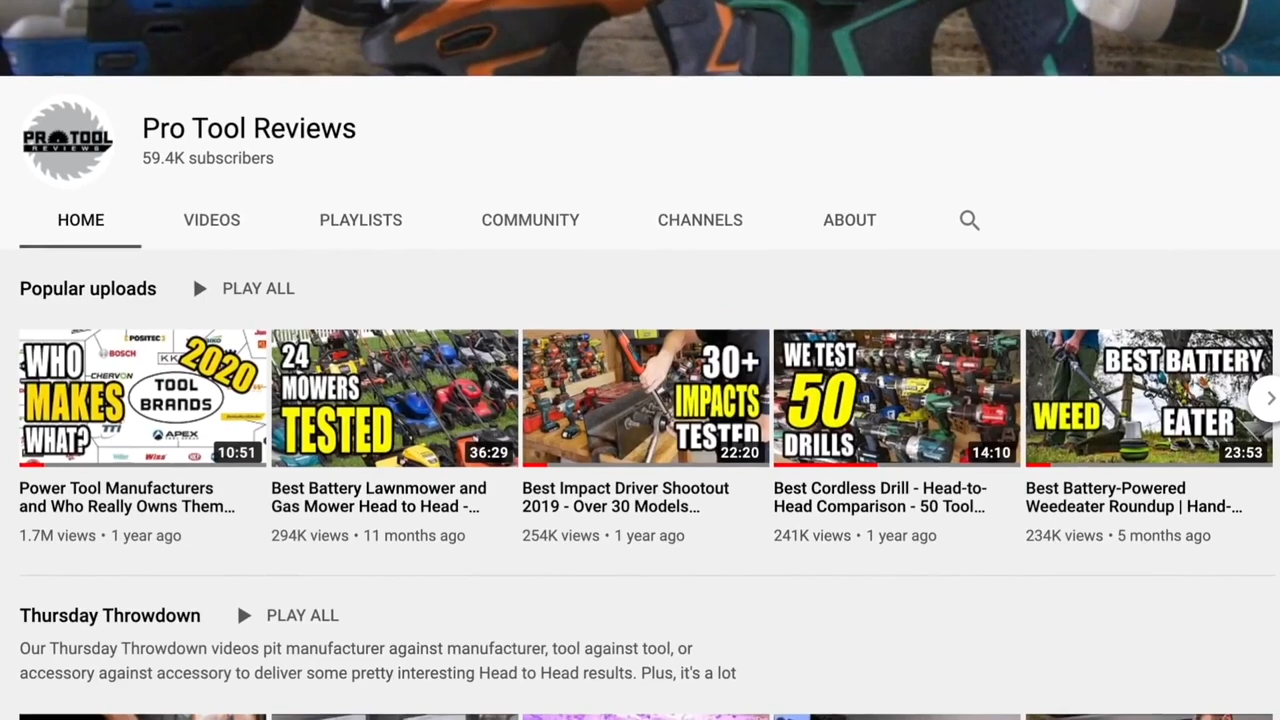 PRO TOOL
REVIEWS
Pro Tool Reviews
59.4K subscribers
HOME
VIDEOS
PLAYLISTS
COMMUNITY
CHANNELS
ABOUT
Popular uploads
PLAY ALL
WHO
MAKES
WHAT?
2020
POSITEC
BOSCH
KK
CHERVON
TTI
TOOL
BRANDS
APEX
Wiss
10:51
24
MOWERS
TESTED
36:29
30+
IMPACTS
TESTED
22:20
WE TEST
50
DRILLS
14:10
BEST BATTERY
WEED
EATER
23:53
Power Tool Manufacturers
and Who Really Owns Them...
1.7M views • 1 year ago
Best Battery Lawnmower and
Gas Mower Head to Head -...
294K views • 11 months ago
Best Impact Driver Shootout
2019 - Over 30 Models...
254K views • 1 year ago
Best Cordless Drill - Head-to-
Head Comparison - 50 Tool...
241K views • 1 year ago
Best Battery-Powered
Weedeater Roundup | Hand-...
234K views • 5 months ago
Thursday Throwdown
PLAY ALL
Our Thursday Throwdown videos pit manufacturer against manufacturer, tool against tool, or
accessory against accessory to deliver some pretty interesting Head to Head results. Plus, it's a lot